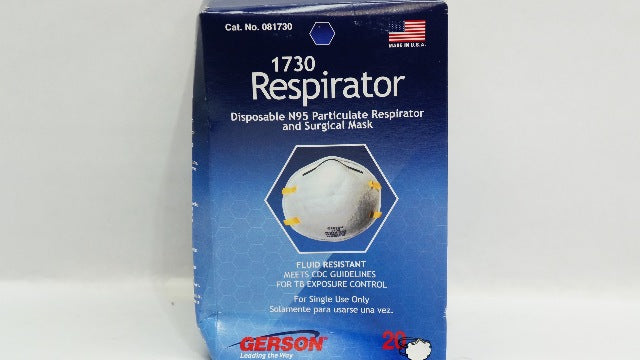 Cat. No. 081730
MADE IN U.S.A.
1730
Respirator
Disposable N95 Particulate Respirator
and Surgical Mask
FLUID RESISTANT
MEETS CDC GUIDELINES
FOR TB EXPOSURE CONTROL
For Single Use Only
Solamente para usarse una vez.
GERSON®
Leading the Way
20